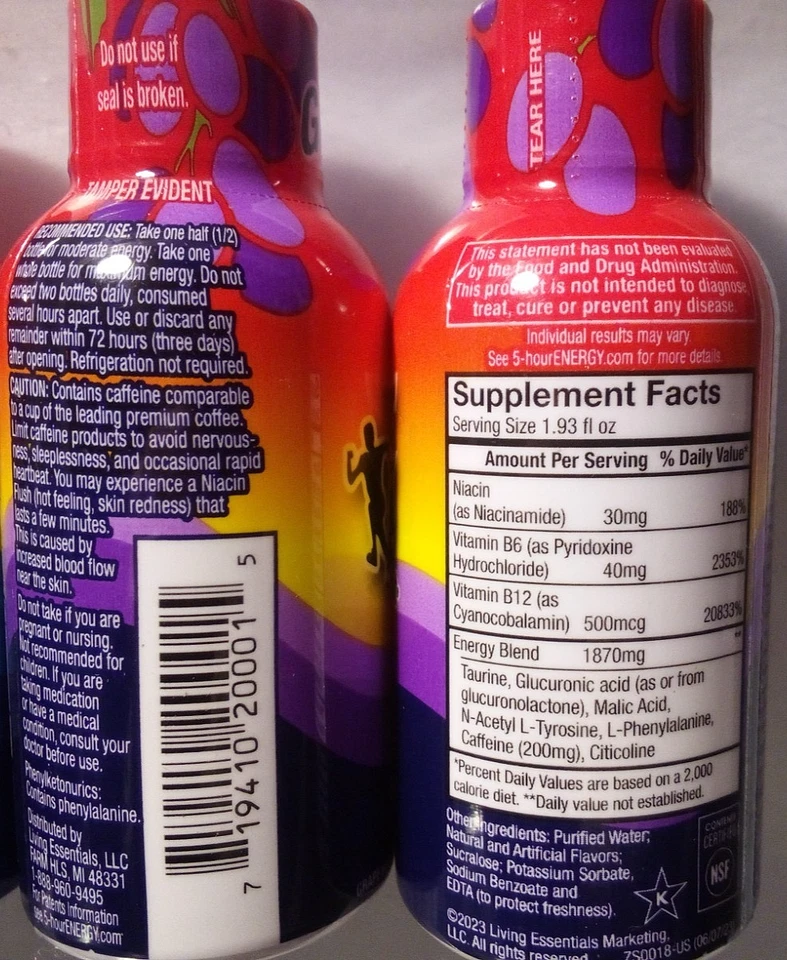 Do not use if
seal is broken.
G
TAMPER EVIDENT
RECOMMENDED USE: Take one half (1/2)
bottle for moderate energy. Take one
whole bottle for maximum energy. Do not
exceed two bottles daily, consumed
several hours apart. Use or discard any
remainder within 72 hours (three days)
after opening. Refrigeration not required.
CAUTION: Contains caffeine comparable
to a cup of the leading premium coffee.
Limit caffeine products to avoid nervous-
ness, sleeplessness, and occasional rapid
heartbeat. You may experience a Niacin
Flush (hot feeling, skin redness) that
lasts a few minutes.
This is caused by
increased blood flow
near the skin.
Do not take if you are
pregnant or nursing.
Not recommended for
children. If you are
taking medication
or have a medical
condition, consult your
doctor before use.
Phenylketonurics:
Contains phenylalanine.
Distributed by
Living Essentials, LLC
FARM HLS, MI 48331
1-888-960-9495
For Patents Information
see 5-hourENERGY.com
7 19410 20001 5
TEAR HERE
This statement has not been evaluated
by the Food and Drug Administration.
This product is not intended to diagnose
treat, cure or prevent any disease.
Individual results may vary
See 5-hourENERGY.com for more details.
Supplement Facts
Serving Size 1.93 fl oz
Amount Per Serving % Daily Value*
Niacin
(as Niacinamide) 30mg 188%
Vitamin B6 (as Pyridoxine
Hydrochloride) 40mg 2353%
Vitamin B12 (as
Cyanocobalamin) 500mcg 20833%
Energy Blend 1870mg **
Taurine, Glucuronic acid (as or from
glucuronolactone), Malic Acid,
N-Acetyl L-Tyrosine, L-Phenylalanine,
Caffeine (200mg), Citicoline
*Percent Daily Values are based on a 2,000
calorie diet. **Daily value not established.
Other Ingredients: Purified Water;
Natural and Artificial Flavors;
Sucralose; Potassium Sorbate,
Sodium Benzoate and
EDTA (to protect freshness).
K
CERTIFIED
NSF
©2023 Living Essentials Marketing,
LLC. All rights reserved. ZS0018-US